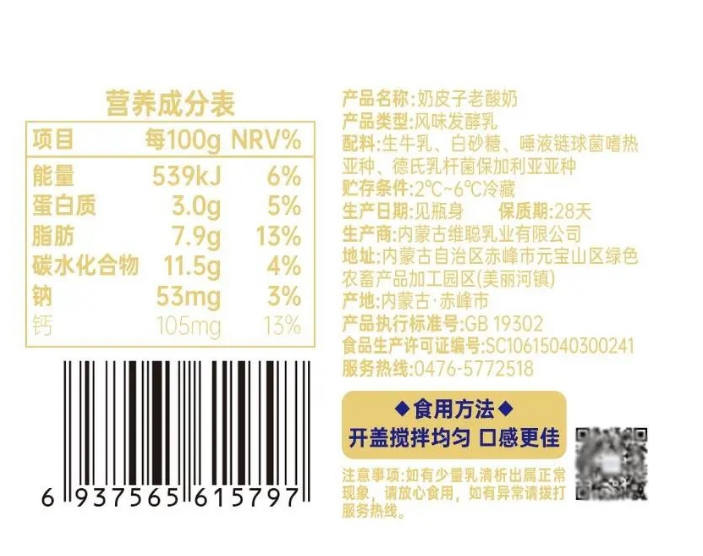 营养成分表
项目 每100g NRV%
能量 539kJ 6%
蛋白质 3.0g 5%
脂肪 7.9g 13%
碳水化合物 11.5g 4%
钠 53mg 3%
钙 105mg 13%
6 937565 615797
产品名称:奶皮子老酸奶
产品类型:风味发酵乳
配料:生牛乳、白砂糖、唾液链球菌嗜热
亚种、德氏乳杆菌保加利亚亚种
贮存条件:2℃~6℃冷藏
生产日期:见瓶身 保质期:28天
生产商:内蒙古维聪乳业有限公司
地址:内蒙古自治区赤峰市元宝山区绿色
农畜产品加工园区(美丽河镇)
产地:内蒙古·赤峰市
产品执行标准号:GB 19302
食品生产许可证编号:SC10615040300241
服务热线:0476-5772518
◆食用方法◆
开盖搅拌均匀 口感更佳
注意事项:如有少量乳清析出属正常
现象，请放心食用，如有异常请拨打
服务热线。